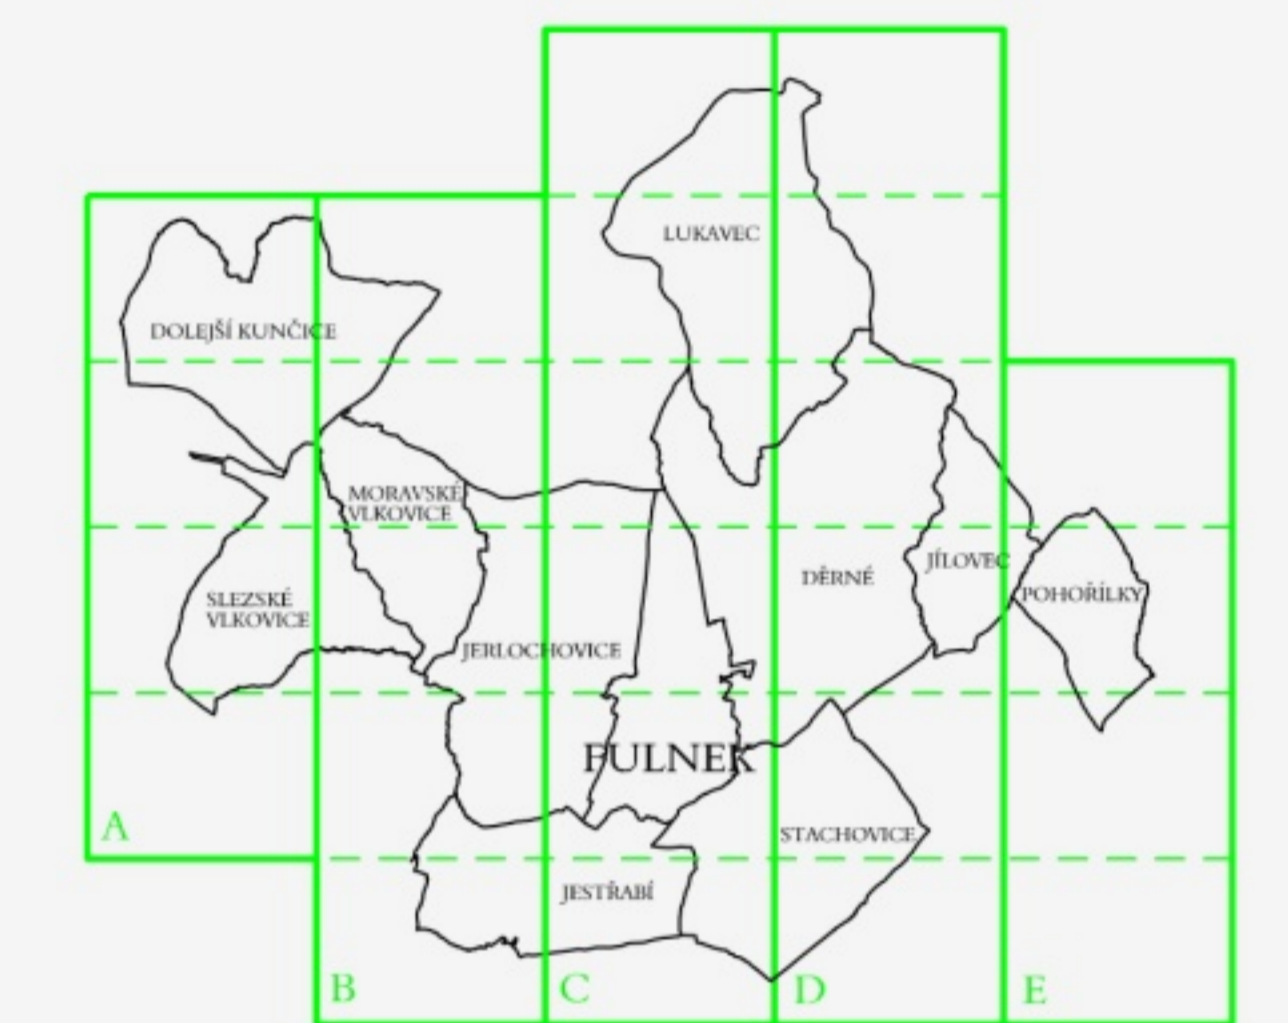 LUKAVEC
DOLEJŠÍ KUNČICE
MORAVSKÉ
VLKOVICE
JÍLOVEC
DĚRNÉ
POHOŘÍLKY
SLEZSKÉ
VLKOVICE
JERLOCHOVICE
FULNEK
A
STACHOVICE
JESTŘABÍ
B
C
D
E